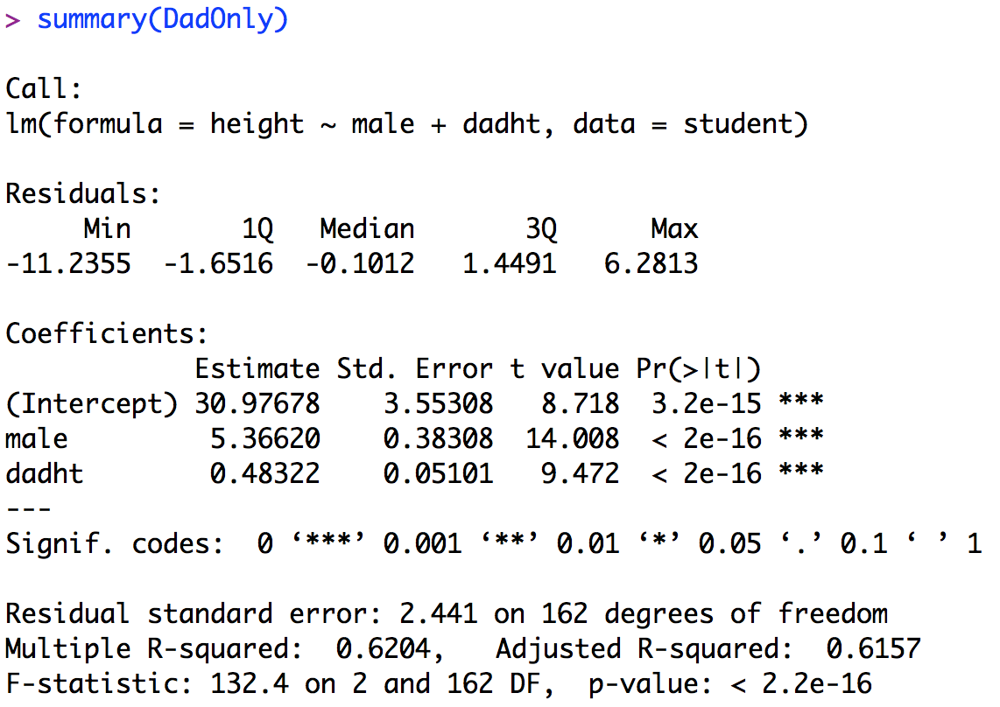 > summary(DadOnly)
Call:
lm(formula = height ~ male + dadht, data = student)
Residuals:
     Min       1Q   Median       3Q      Max
-11.2355  -1.6516  -0.1012   1.4491   6.2813
Coefficients:
            Estimate Std. Error t value Pr(>|t|)
(Intercept) 30.97678    3.55308   8.718  3.2e-15 ***
male         5.36620    0.38308  14.008  < 2e-16 ***
dadht        0.48322    0.05101   9.472  < 2e-16 ***
---
Signif. codes:  0 ‘***’ 0.001 ‘**’ 0.01 ‘*’ 0.05 ‘.’ 0.1 ‘ ’ 1
Residual standard error: 2.441 on 162 degrees of freedom
Multiple R-squared:  0.6204,   Adjusted R-squared:  0.6157
F-statistic: 132.4 on 2 and 162 DF,  p-value: < 2.2e-16